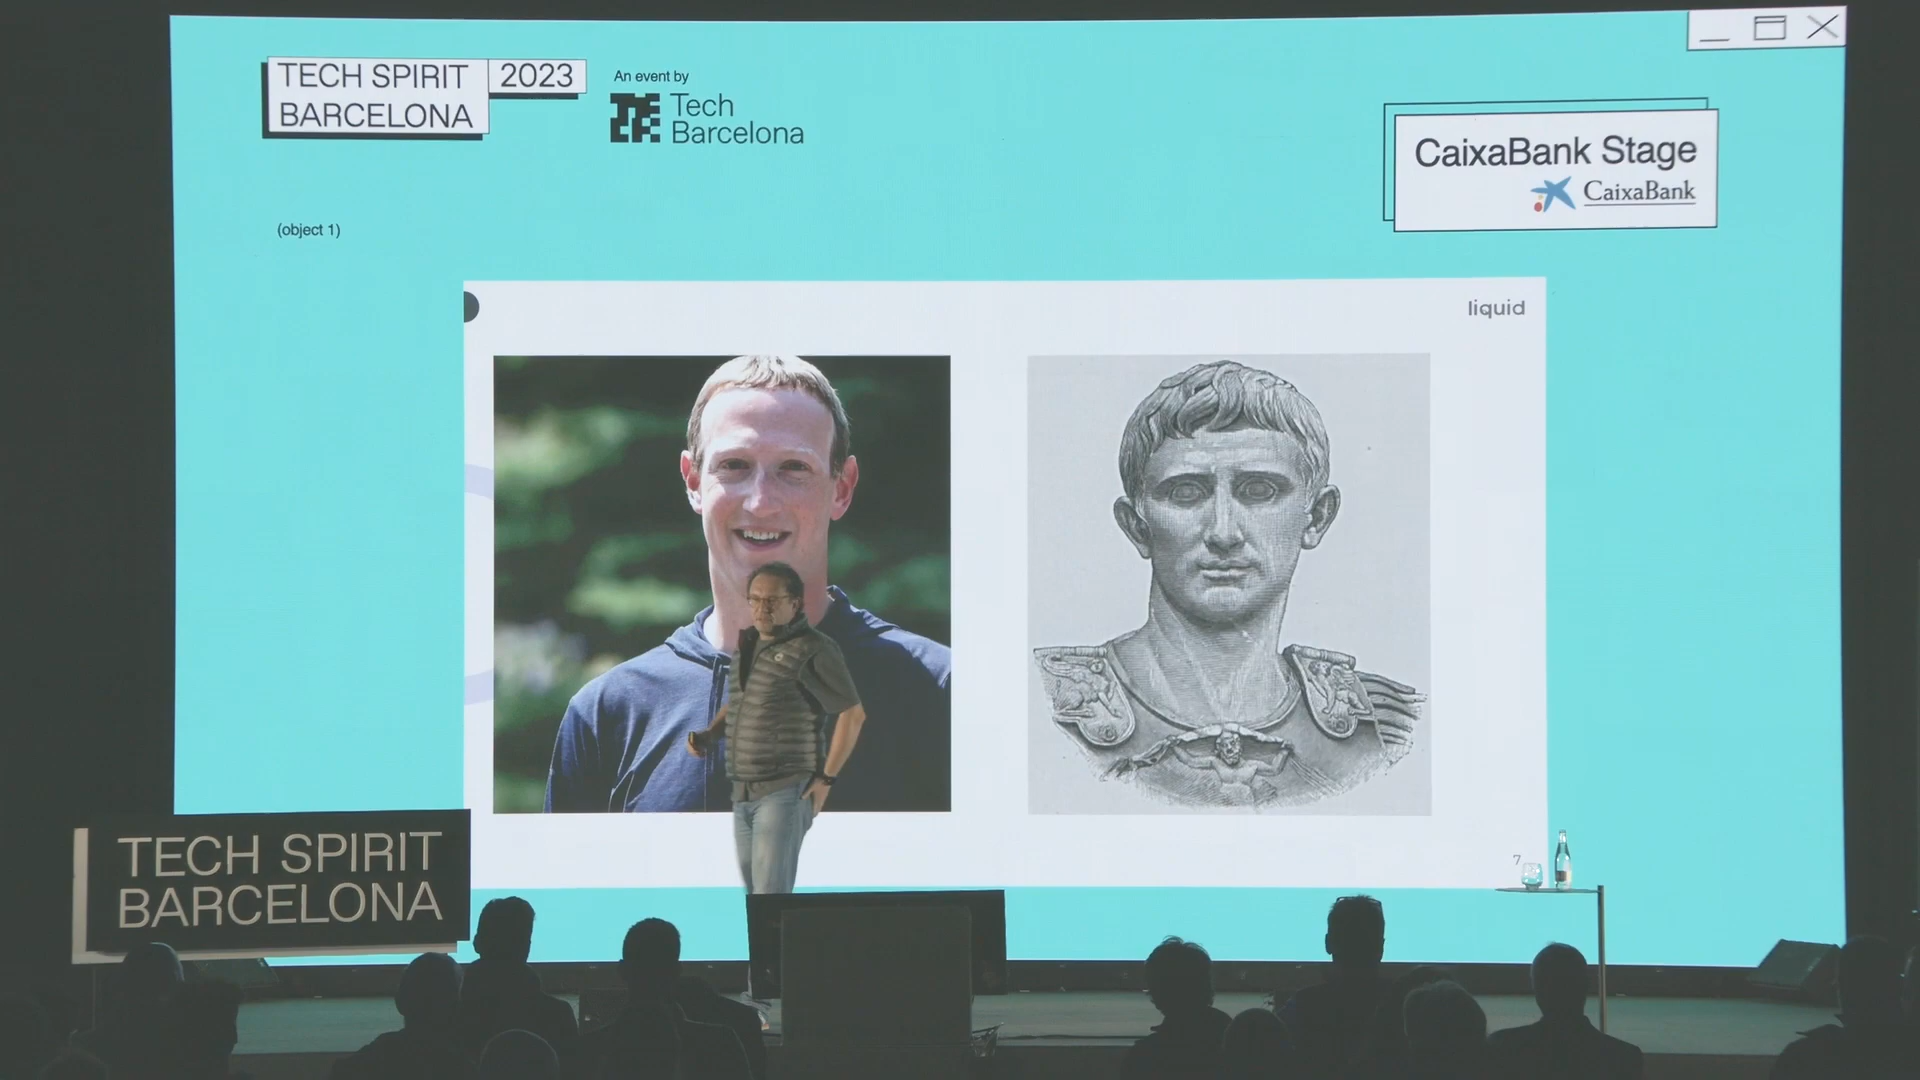 TECH SPIRIT
BARCELONA
2023
An event by
Tech
Barcelona
CaixaBank Stage
CaixaBank
(object 1)
liquid
7
TECH SPIRIT
BARCELONA